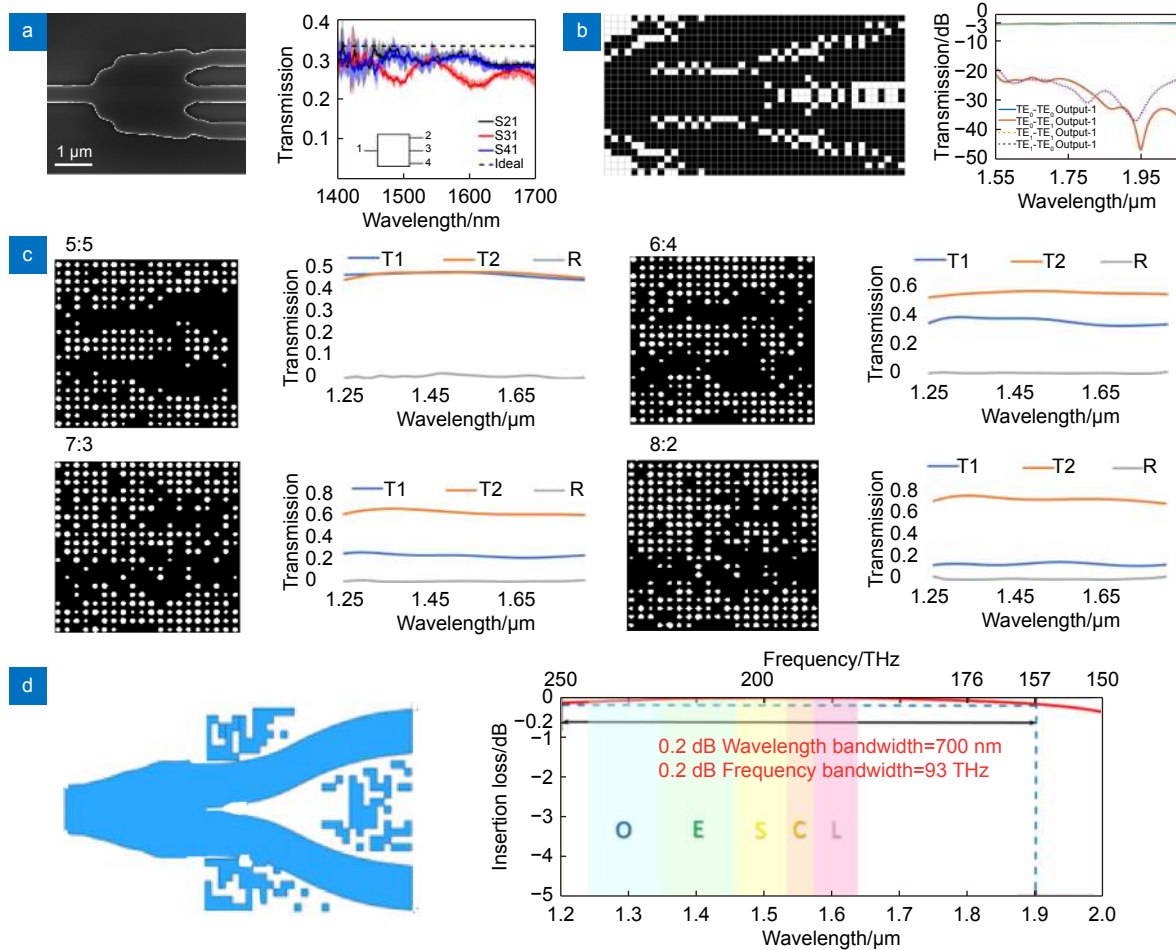 a
1 μm
0.4
0.3
0.2
0.1
Transmission
1
2
3
4
S21
S31
S41
Ideal
1400 1500 1600 1700
Wavelength/nm
b
Transmission/dB
0
−3
−10
−20
−30
−40
−50
TE₀-TE₀ Output-1
TE₀-TE₁ Output-1
TE₁-TE₀ Output-1
1.55 1.75 1.95
Wavelength/μm
c
5:5
T1 T2 R
Transmission
0.5
0.4
0.3
0.2
0.1
0
1.25 1.45 1.65
Wavelength/μm
6:4
T1 T2 R
Transmission
0.6
0.4
0.2
0
1.25 1.45 1.65
Wavelength/μm
7:3
T1 T2 R
Transmission
0.8
0.6
0.4
0.2
0
1.25 1.45 1.65
Wavelength/μm
8:2
T1 T2 R
Transmission
0.8
0.6
0.4
0.2
0
1.25 1.45 1.65
Wavelength/μm
d
Frequency/THz
250 200 176 157 150
Insertion loss/dB
0
−0.2
−1
−2
−3
−4
−5
0.2 dB Wavelength bandwidth=700 nm
0.2 dB Frequency bandwidth=93 THz
O E S C L
1.2 1.3 1.4 1.5 1.6 1.7 1.8 1.9 2.0
Wavelength/μm